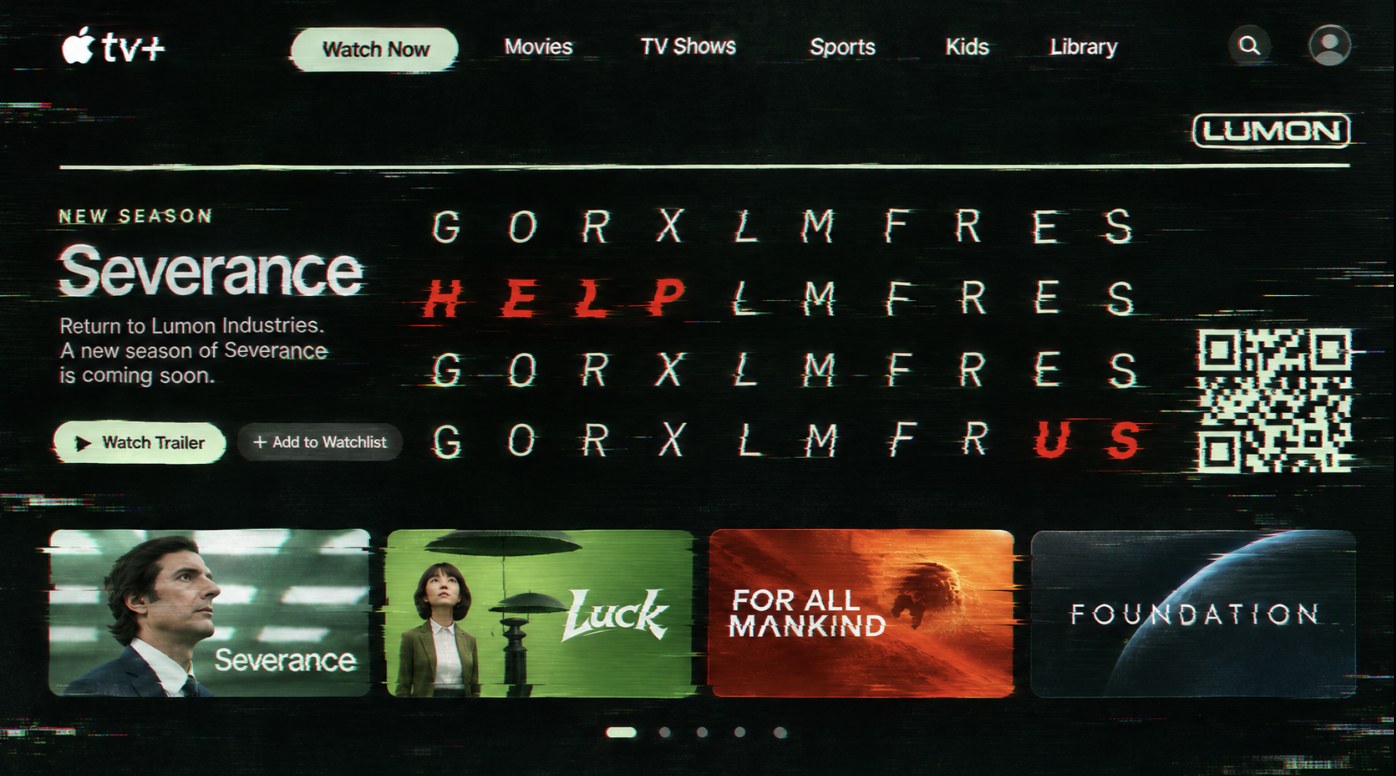 tv+
Watch Now
Movies
TV Shows
Sports
Kids
Library
LUMON
NEW SEASON
Severance
Return to Lumon Industries.
A new season of Severance
is coming soon.
Watch Trailer
+ Add to Watchlist
G O R X L M F R E S
H E L P L M F R E S
G O R X L M F R E S
G O R X L M F R U S
Severance
Luck
FOR ALL
MANKIND
FOUNDATION